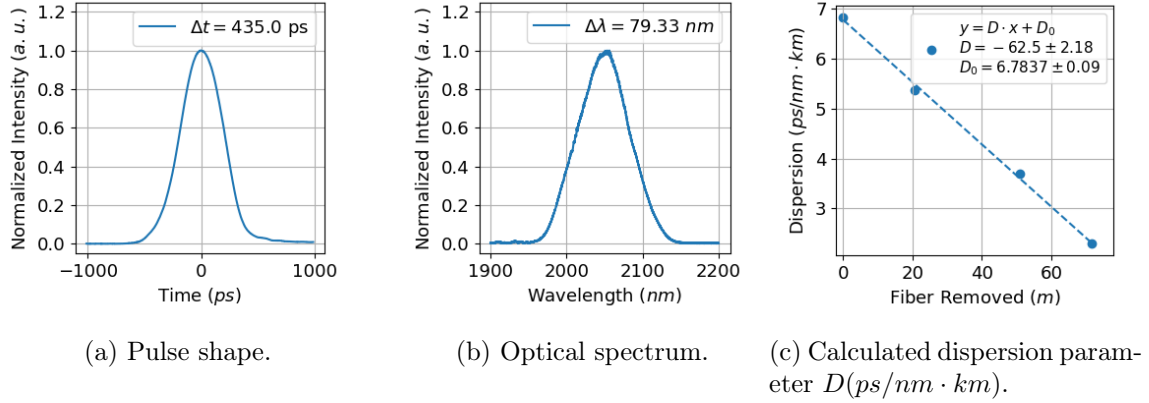 Δt = 435.0 ps
Normalized Intensity (a. u.)
1.2
1.0
0.8
0.6
0.4
0.2
0.0
−1000
0
1000
Time (ps)
(a) Pulse shape.
Δλ = 79.33 nm
Normalized Intensity (a. u.)
1.2
1.0
0.8
0.6
0.4
0.2
0.0
1900
2000
2100
2200
Wavelength (nm)
(b) Optical spectrum.
y = D · x + D₀
D = − 62.5 ± 2.18
D₀ = 6.7837 ± 0.09
Dispersion (ps/nm · km)
7
6
5
4
3
0
20
40
60
Fiber Removed (m)
(c) Calculated dispersion param-
eter D(ps/nm · km).